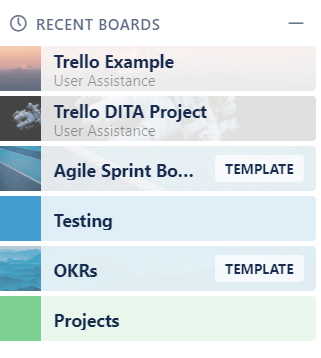 RECENT BOARDS
Trello Example
User Assistance
Trello DITA Project
User Assistance
Agile Sprint Bo... TEMPLATE
Testing
OKRs TEMPLATE
Projects